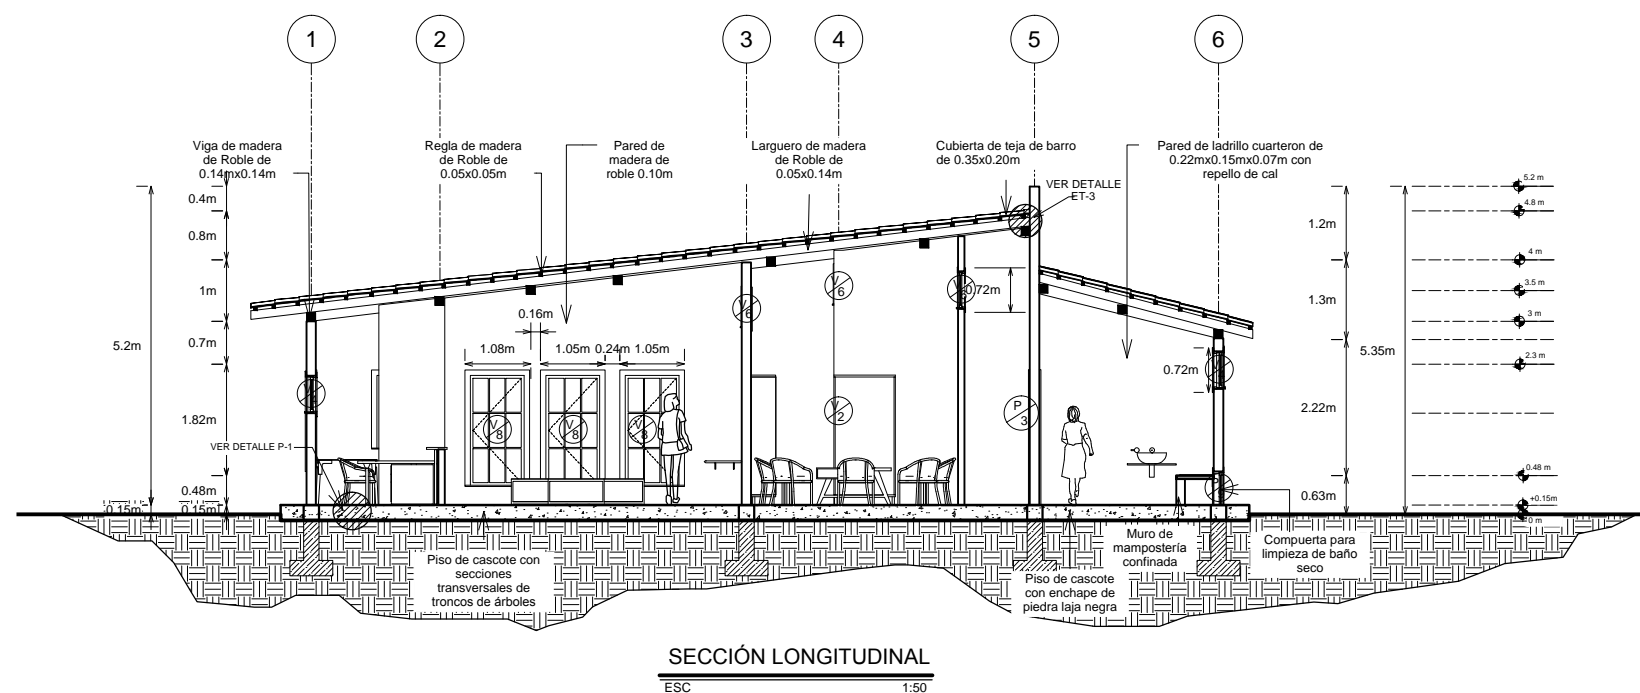 1 2 3 4 5 6
Viga de madera
de Roble de
0.14mx0.14m
Regla de madera
de Roble de
0.05x0.05m
Pared de
madera de
roble 0.10m
Larguero de madera
de Roble de
0.05x0.14m
Cubierta de teja de barro
de 0.35x0.20m
Pared de ladrillo cuarteron de
0.22mx0.15mx0.07m con
repello de cal
VER DETALLE
ET-3
5.2m
0.4m
0.8m
1m
0.7m
1.82m
0.48m
0.15m
0.15m
VER DETALLE P-1
0.16m
1.08m
1.05m
0.24m
1.05m
V
8
V
8
V
8
V
6
V
6
V
2
0.72m
P
3
0.72m
1.2m
1.3m
2.22m
0.63m
5.35m
5.2 m
4.8 m
4 m
3.5 m
3 m
2.3 m
0.48 m
+0.15m
0 m
Piso de cascote con
secciones
transversales de
troncos de árboles
Piso de cascote
con enchape de
piedra laja negra
Muro de
mampostería
confinada
Compuerta para
limpieza de baño
seco
SECCIÓN LONGITUDINAL
ESC 1:50